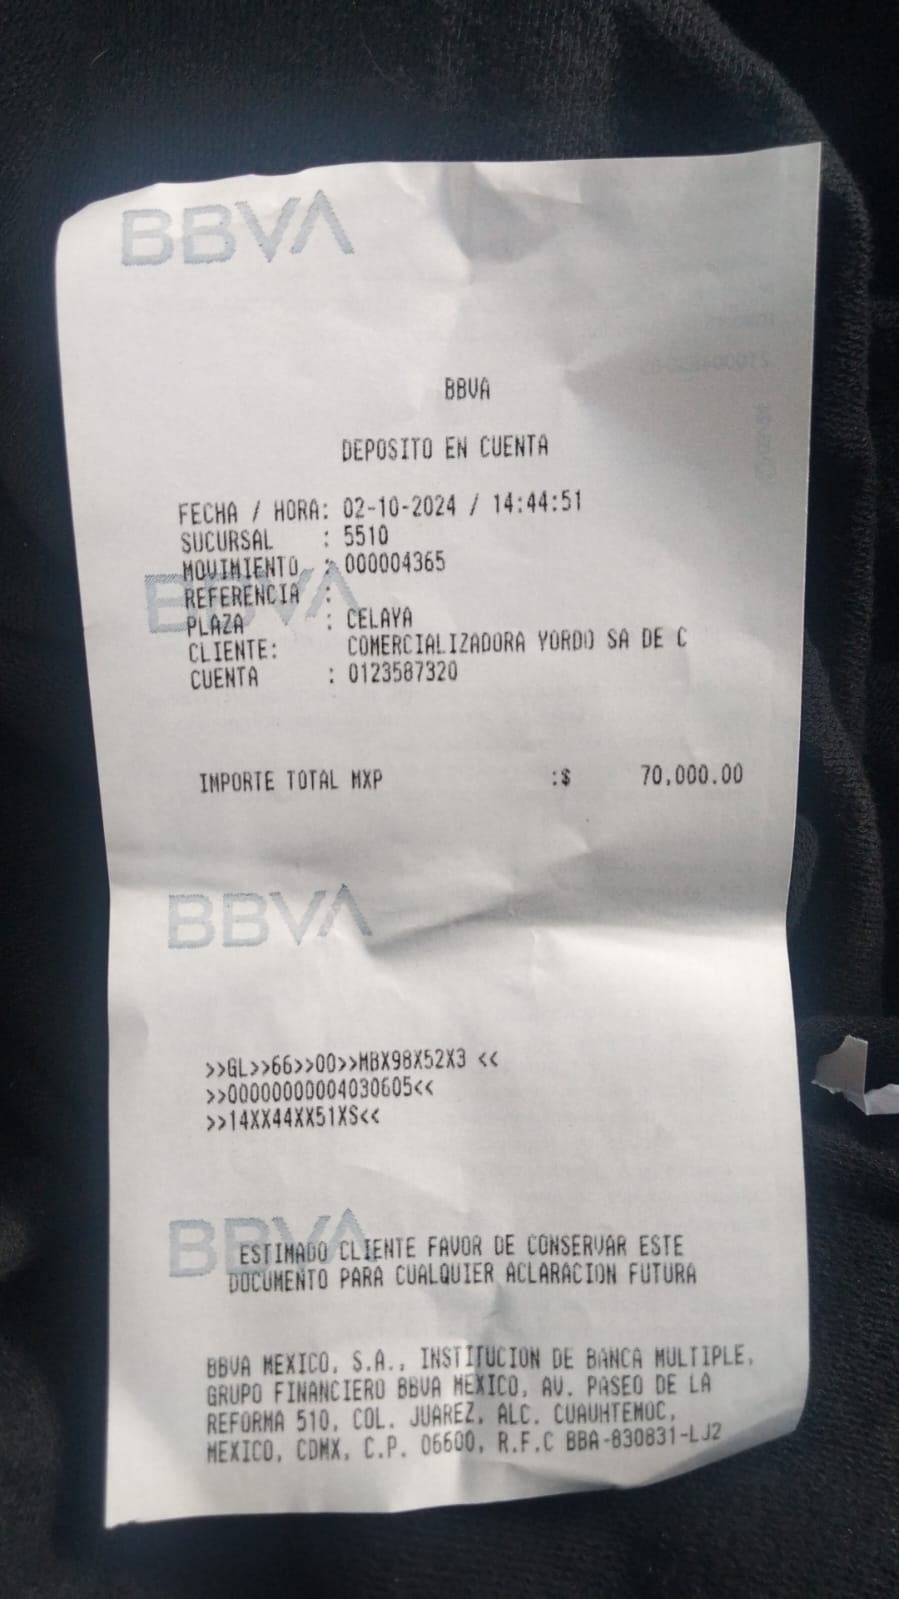 BBVA
BBVA
DEPOSITO EN CUENTA
FECHA / HORA: 02-10-2024 / 14:44:51
SUCURSAL : 5510
MOVIMIENTO : 000004365
BBVA
REFERENCIA :
PLAZA : CELAYA
CLIENTE: COMERCIALIZADORA YORDO SA DE C
CUENTA : 0123587320
IMPORTE TOTAL MXP :$ 70,000.00
BBVA
>>GL>>66>>00>>MBX98X52X3 <<
>>00000000004030605<<
>>14XX44XX51XS<<
BBVA
ESTIMADO CLIENTE FAVOR DE CONSERVAR ESTE
DOCUMENTO PARA CUALQUIER ACLARACION FUTURA
BBVA MEXICO, S.A., INSTITUCION DE BANCA MULTIPLE,
GRUPO FINANCIERO BBVA MEXICO, AV. PASEO DE LA
REFORMA 510, COL. JUAREZ, ALC. CUAUHTEMOC,
MEXICO, CDMX, C.P. 06600, R.F.C BBA-830831-LJ2